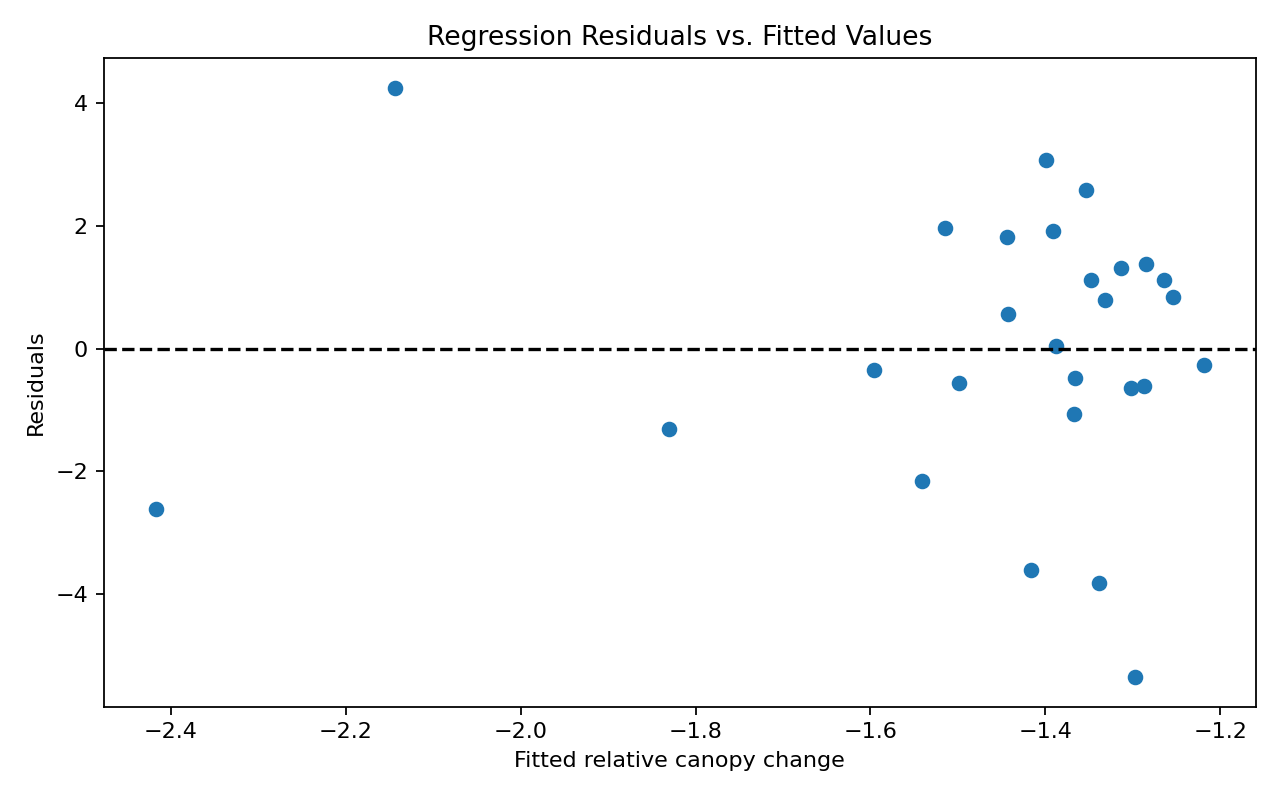 Regression Residuals vs. Fitted Values
Residuals
4
2
0
−2
−4
−2.4 −2.2 −2.0 −1.8 −1.6 −1.4 −1.2
Fitted relative canopy change